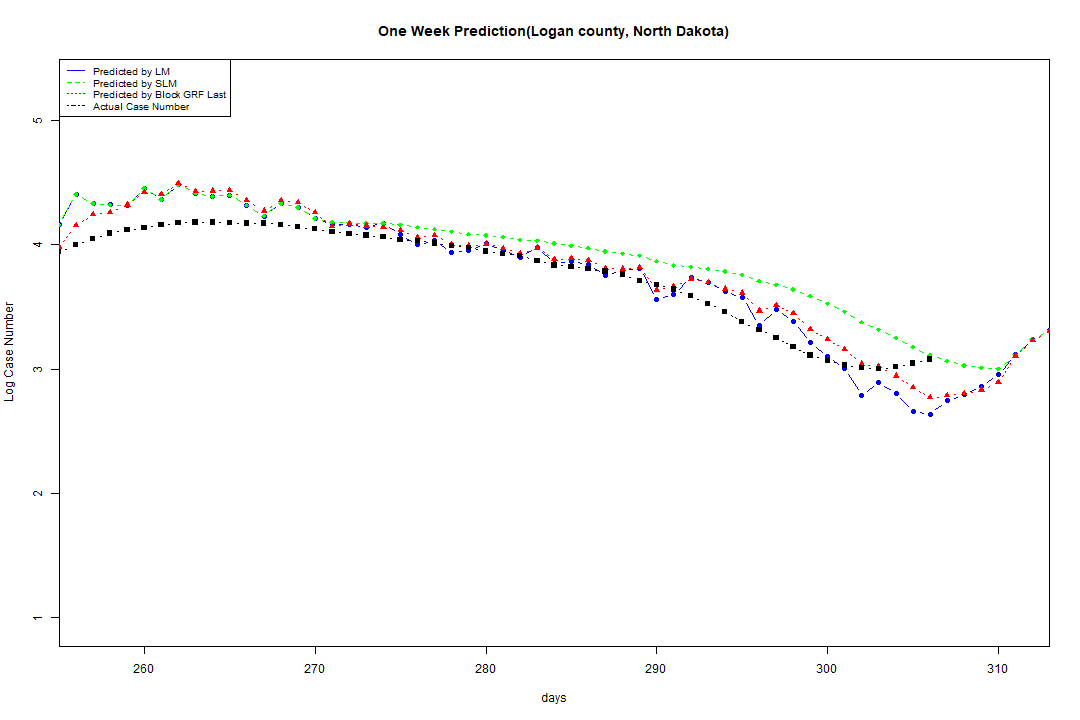 One Week Prediction(Logan county, North Dakota)
Predicted by LM
Predicted by SLM
Predicted by Block GRF Last
Actual Case Number
5
4
3
2
1
Log Case Number
260 270 280 290 300 310
days